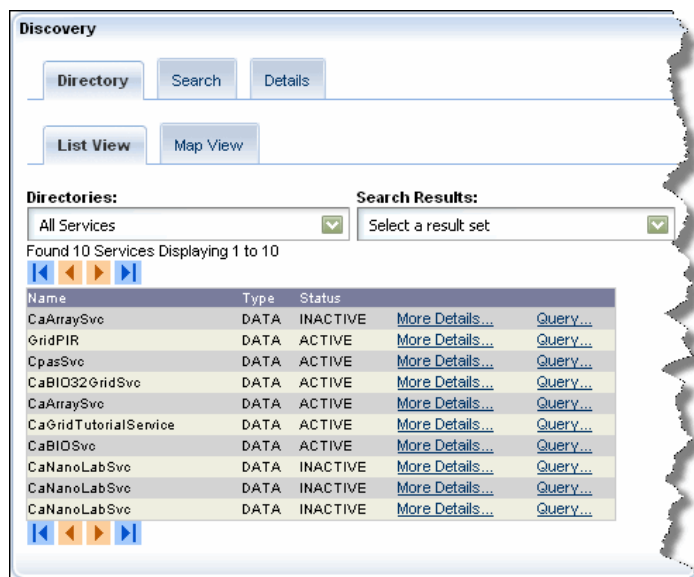 Discovery
Directory Search Details
List View Map View
Directories: Search Results:
All Services Select a result set
Found 10 Services Displaying 1 to 10
Name Type Status
CaArraySvc DATA INACTIVE More Details... Query...
GridPIR DATA ACTIVE More Details... Query...
CpasSvc DATA ACTIVE More Details... Query...
CaBIO32GridSvc DATA ACTIVE More Details... Query...
CaArraySvc DATA ACTIVE More Details... Query...
CaGridTutorialService DATA ACTIVE More Details... Query...
CaBIOSvc DATA ACTIVE More Details... Query...
CaNanoLabSvc DATA INACTIVE More Details... Query...
CaNanoLabSvc DATA INACTIVE More Details... Query...
CaNanoLabSvc DATA INACTIVE More Details... Query...